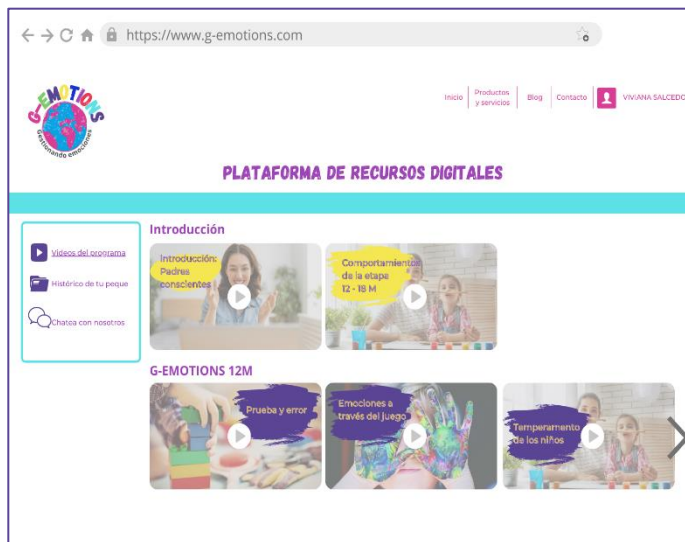 https://www.g-emotions.com
G-EMOTIONS
Gestionando emociones
Inicio
Productos
y servicios
Blog
Contacto
VIVIANA SALCEDO
PLATAFORMA DE RECURSOS DIGITALES
Videos del programa
Histórico de tu peque
Chatea con nosotros
Introducción
Introducción:
Padres
conscientes
Comportamientos
de la etapa
12 - 18 M
G-EMOTIONS 12M
Prueba y error
Emociones a
través del juego
Temperamento
de los niños